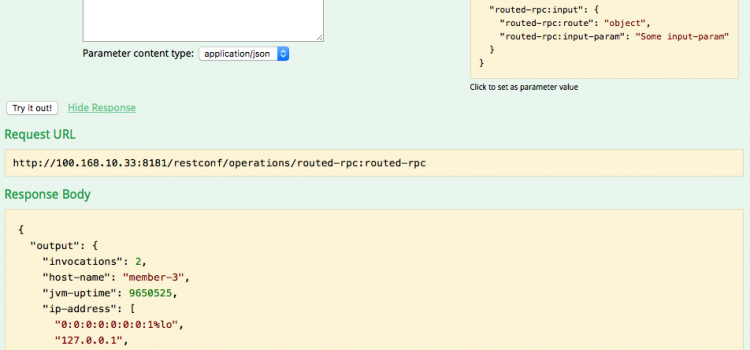 "routed-rpc:input": {
"routed-rpc:route": "object",
"routed-rpc:input-param": "Some input-param"
}
}
Parameter content type: application/json
Click to set as parameter value
Try it out! Hide Response
Request URL
http://100.168.10.33:8181/restconf/operations/routed-rpc:routed-rpc
Response Body
{
"output": {
"invocations": 2,
"host-name": "member-3",
"jvm-uptime": 9650525,
"ip-address": [
"0:0:0:0:0:0:0:1%lo",
"127.0.0.1",